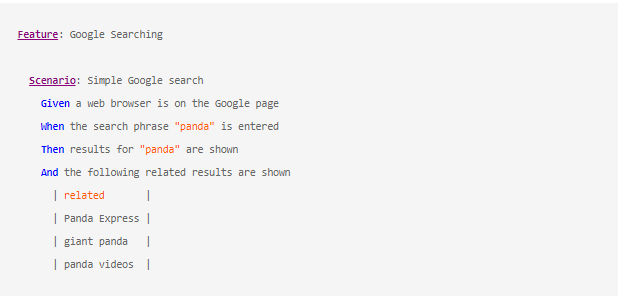 Feature: Google Searching
Scenario: Simple Google search
Given a web browser is on the Google page
When the search phrase "panda" is entered
Then results for "panda" are shown
And the following related results are shown
| related       |
| Panda Express |
| giant panda   |
| panda videos  |